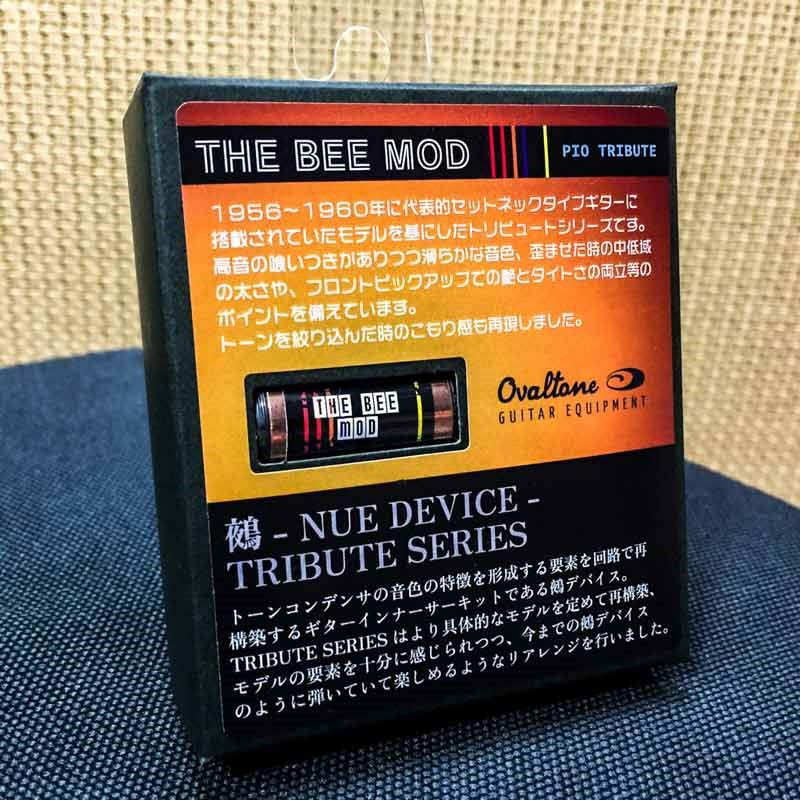 THE BEE MOD
PIO TRIBUTE
1956～1960年に代表的セットネックタイプギターに
搭載されていたモデルを基にしたトリビュートシリーズです。
高音の喰いつきがありつつ滑らかな音色、歪ませた時の中低域
の太さや、フロントピックアップでの艶とタイトさの両立等の
ポイントを備えています。
トーンを絞り込んだ時のこもり感も再現しました。
THE BEE
MOD
Ovaltone
GUITAR EQUIPMENT
鵺 - NUE DEVICE -
TRIBUTE SERIES
トーンコンデンサの音色の特徴を形成する要素を回路で再
構築するギターインナーサーキットである鵺デバイス。
TRIBUTE SERIES はより具体的なモデルを定めて再構築、
モデルの要素を十分に感じられつつ、今までの鵺デバイス
のように弾いていて楽しめるようなリアレンジを行いました。